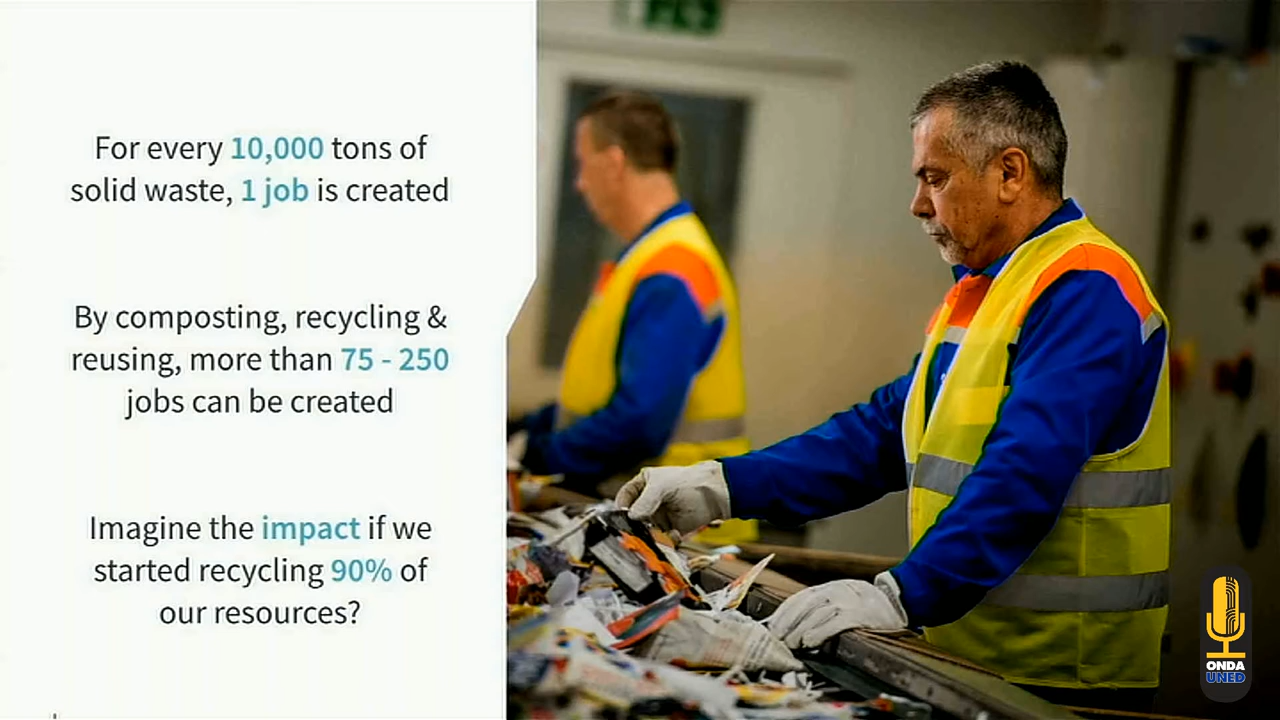 For every 10,000 tons of
solid waste, 1 job is created
By composting, recycling &
reusing, more than 75 - 250
jobs can be created
Imagine the impact if we
started recycling 90% of
our resources?
ONDA
UNED